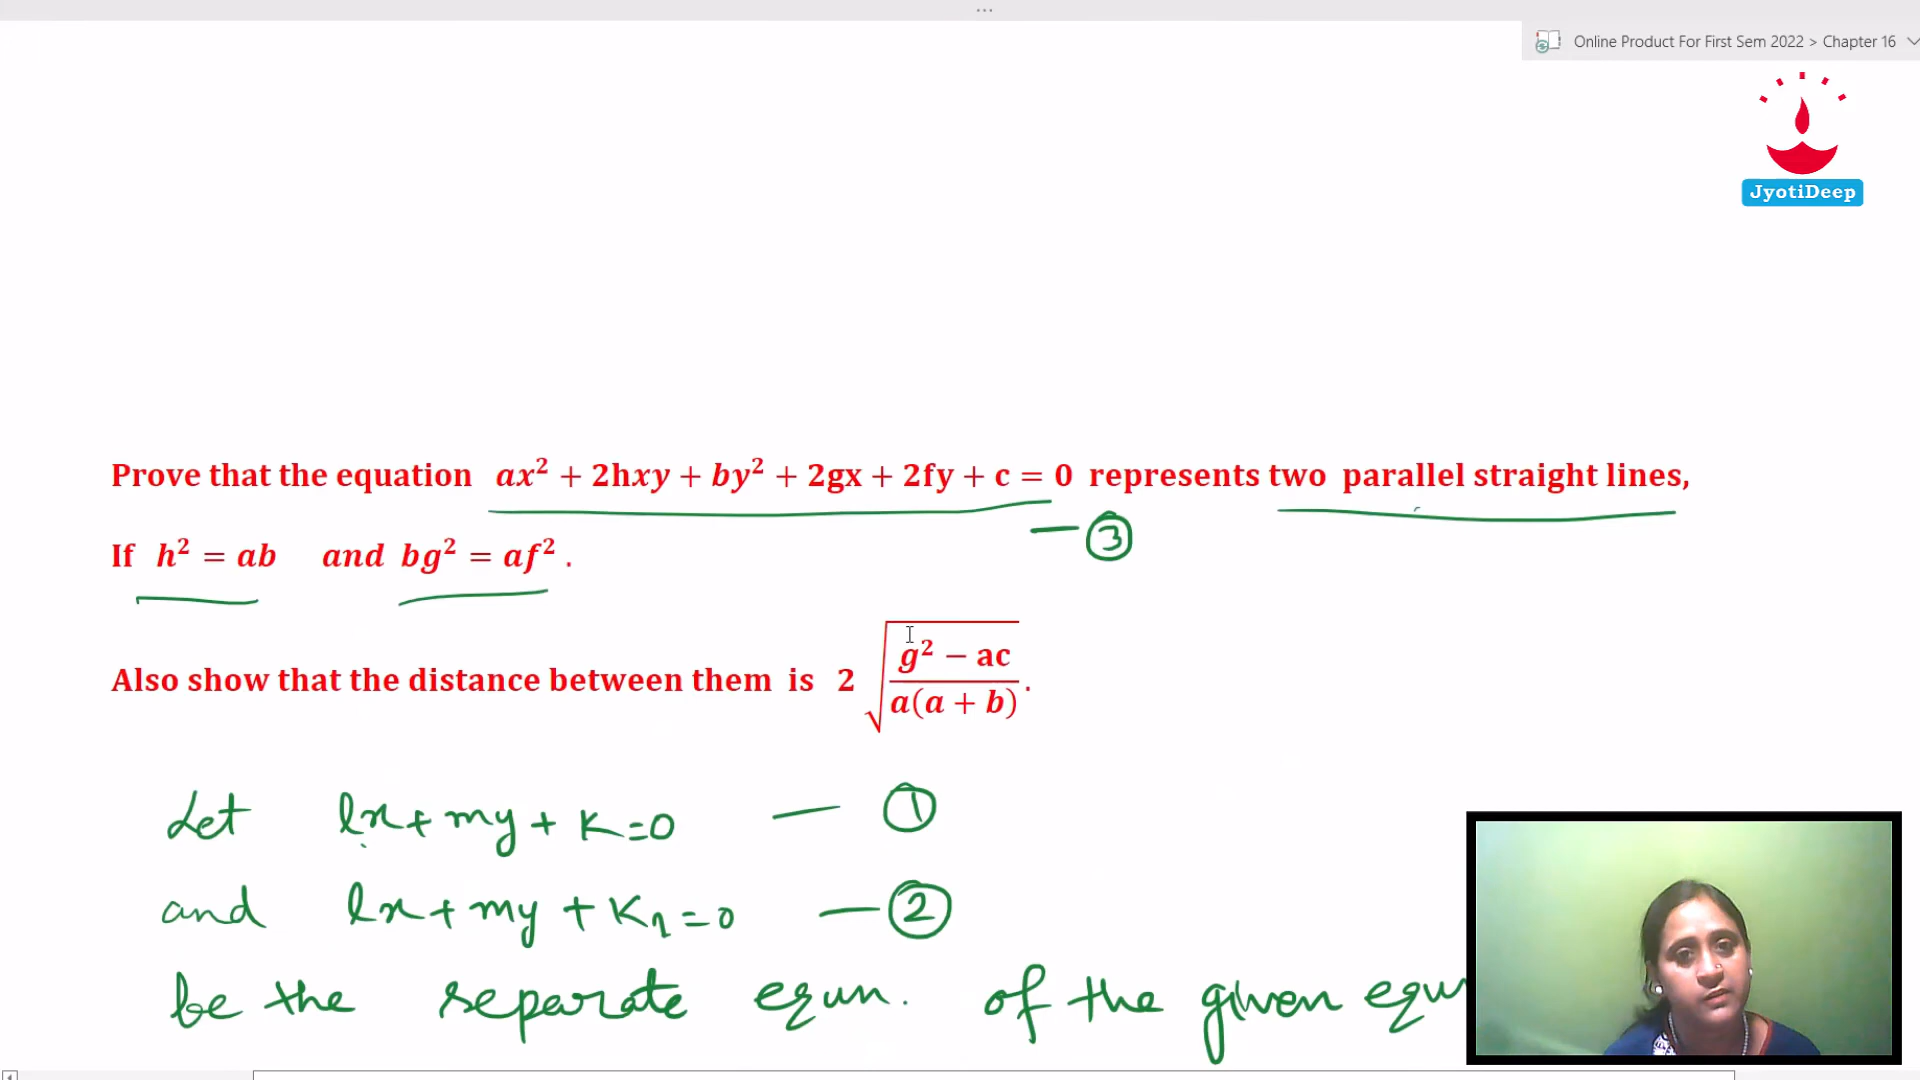 ...
Online Product For First Sem 2022 > Chapter 16
JyotiDeep
Prove that the equation ax² + 2hxy + by² + 2gx + 2fy + c = 0 represents two parallel straight lines,
— ③
If h² = ab and bg² = af² .
Also show that the distance between them is 2 √((g² − ac)/(a(a + b))).
Let lx + my + K = 0 — ①
and lx + my + K₁ = 0 — ②
be the separate equn. of the given equ